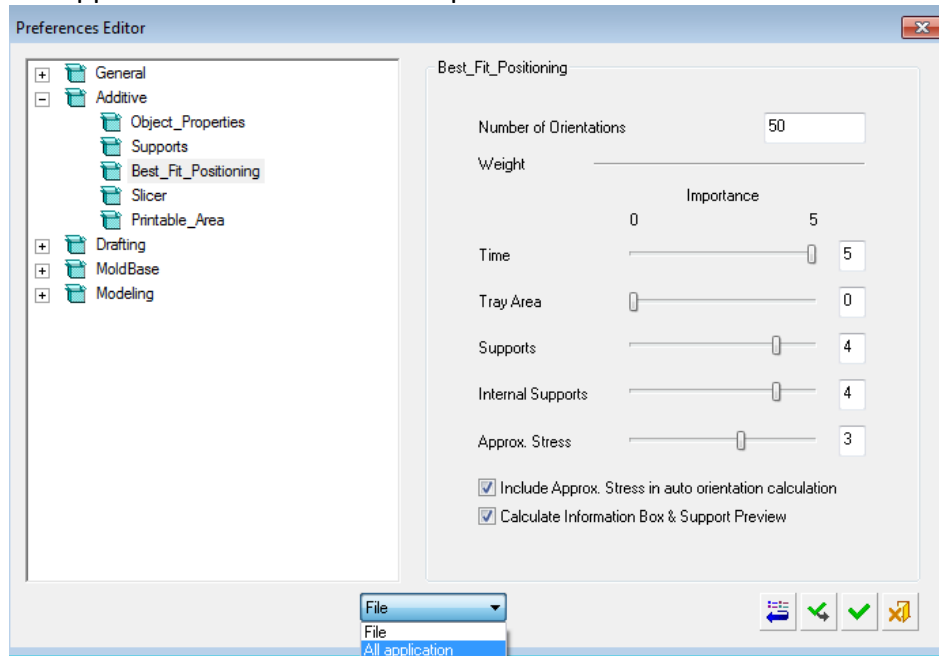 Preferences Editor
General
Additive
Object_Properties
Supports
Best_Fit_Positioning
Slicer
Printable_Area
Drafting
MoldBase
Modeling
Best_Fit_Positioning
Number of Orientations 50
Weight
Importance
0 5
Time 5
Tray Area 0
Supports 4
Internal Supports 4
Approx. Stress 3
Include Approx. Stress in auto orientation calculation
Calculate Information Box & Support Preview
File
File
All application